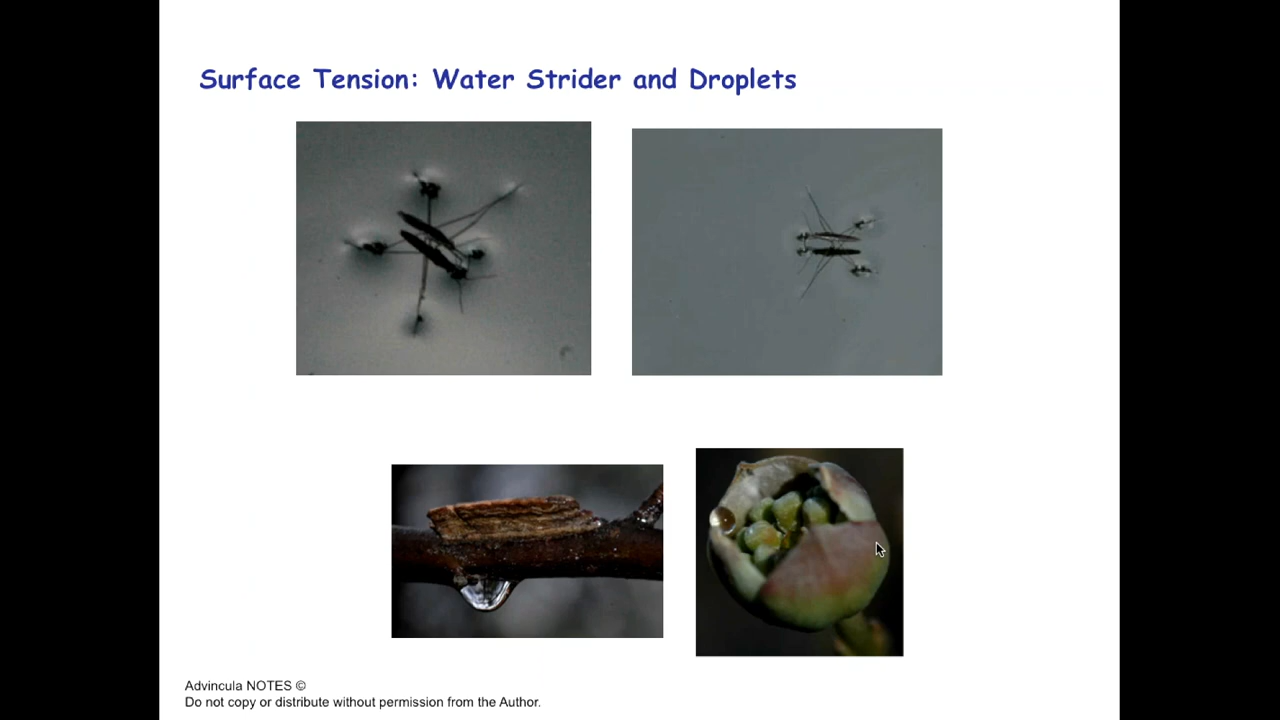 Surface Tension: Water Strider and Droplets
Advincula NOTES ©
Do not copy or distribute without permission from the Author.